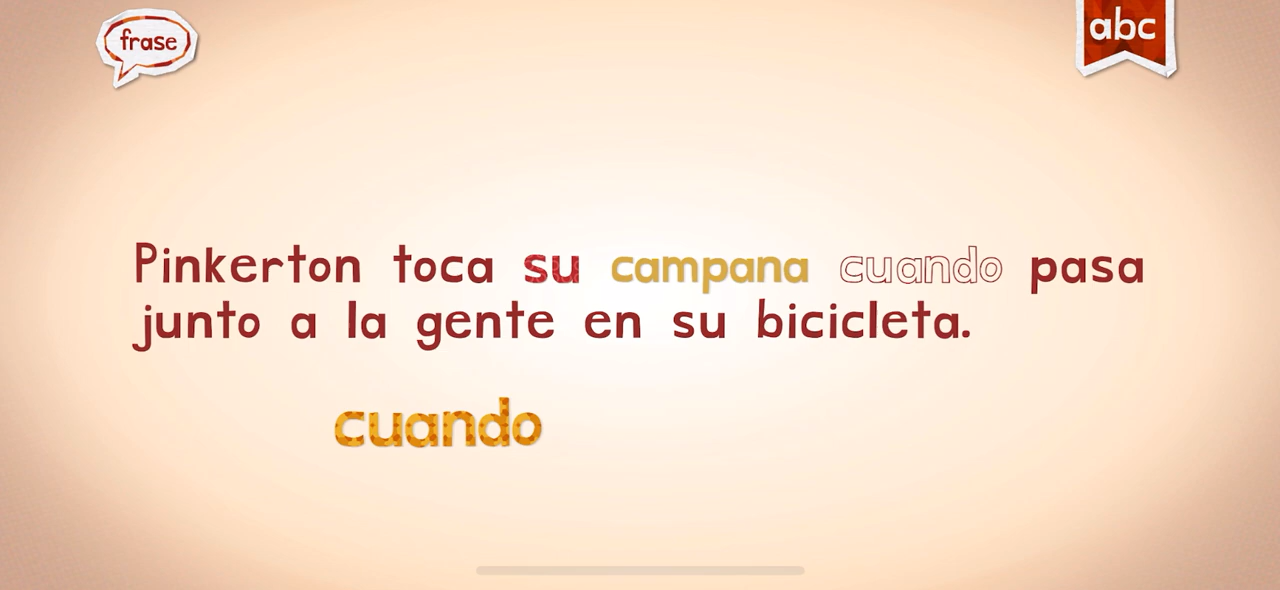 frase
abc
Pinkerton toca su campana cuando pasa
junto a la gente en su bicicleta.
cuando